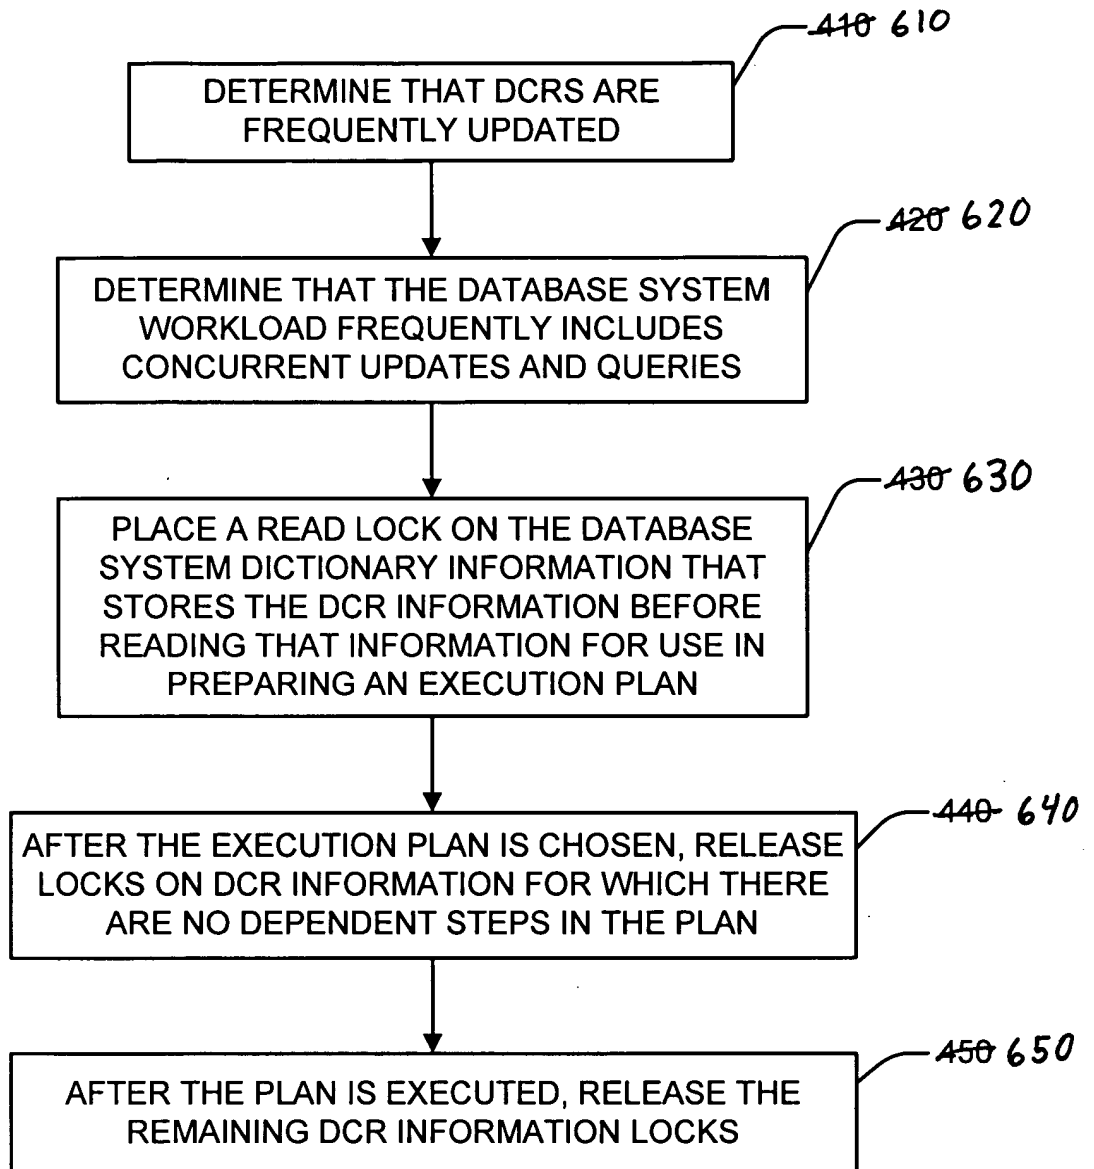 410 610
DETERMINE THAT DCRS ARE
FREQUENTLY UPDATED
420 620
DETERMINE THAT THE DATABASE SYSTEM
WORKLOAD FREQUENTLY INCLUDES
CONCURRENT UPDATES AND QUERIES
430 630
PLACE A READ LOCK ON THE DATABASE
SYSTEM DICTIONARY INFORMATION THAT
STORES THE DCR INFORMATION BEFORE
READING THAT INFORMATION FOR USE IN
PREPARING AN EXECUTION PLAN
440 640
AFTER THE EXECUTION PLAN IS CHOSEN, RELEASE
LOCKS ON DCR INFORMATION FOR WHICH THERE
ARE NO DEPENDENT STEPS IN THE PLAN
450 650
AFTER THE PLAN IS EXECUTED, RELEASE THE
REMAINING DCR INFORMATION LOCKS